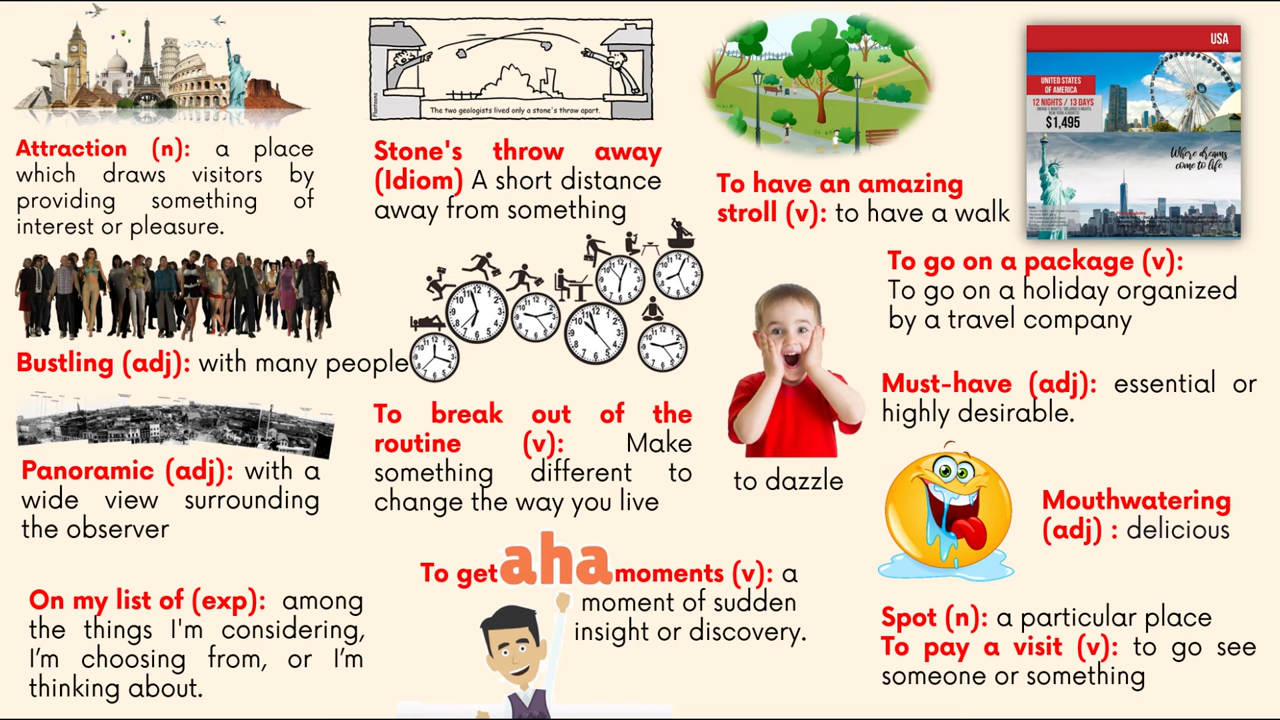 Attraction (n): a place
which draws visitors by
providing something of
interest or pleasure.
Bustling (adj): with many people
Panoramic (adj): with a
wide view surrounding
the observer
On my list of (exp): among
the things I'm considering,
I'm choosing from, or I'm
thinking about.
The two geologists lived only a stone's throw apart.
Stone's throw away
(Idiom) A short distance
away from something
To break out of the
routine (v): Make
something different to
change the way you live
To get aha moments (v): a
moment of sudden
insight or discovery.
To have an amazing
stroll (v): to have a walk
to dazzle
USA
UNITED STATES
OF AMERICA
12 NIGHTS / 13 DAYS
$1,495
Where dreams
come to life
To go on a package (v):
To go on a holiday organized
by a travel company
Must-have (adj): essential or
highly desirable.
Mouthwatering
(adj) : delicious
Spot (n): a particular place
To pay a visit (v): to go see
someone or something